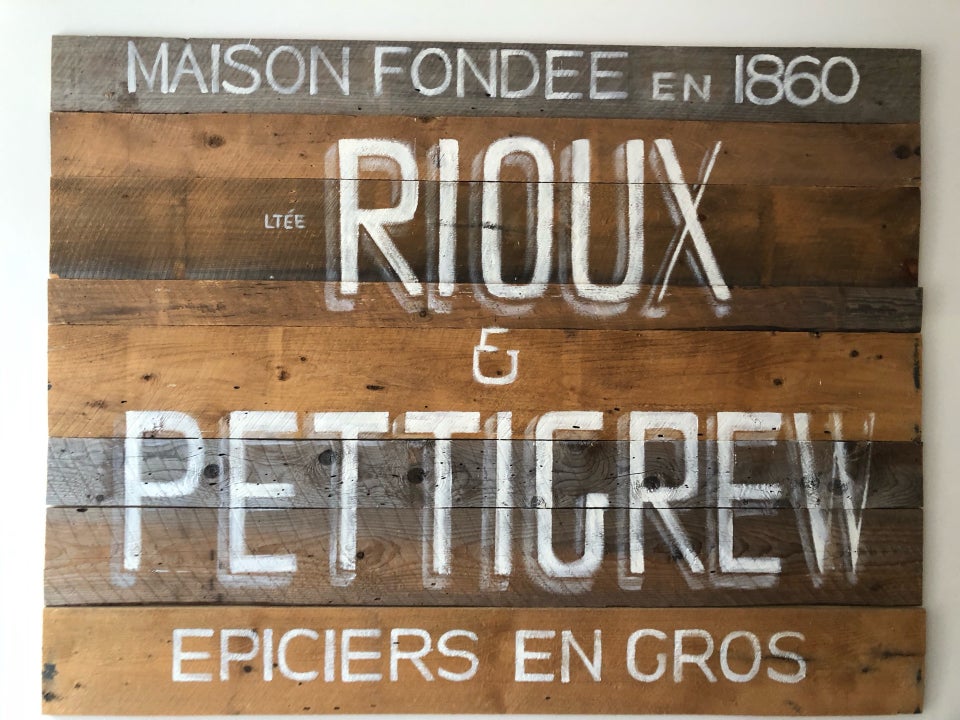 MAISON FONDEE EN 1860
LTÉE RIOUX
&
PETTIGREW
EPICIERS EN GROS